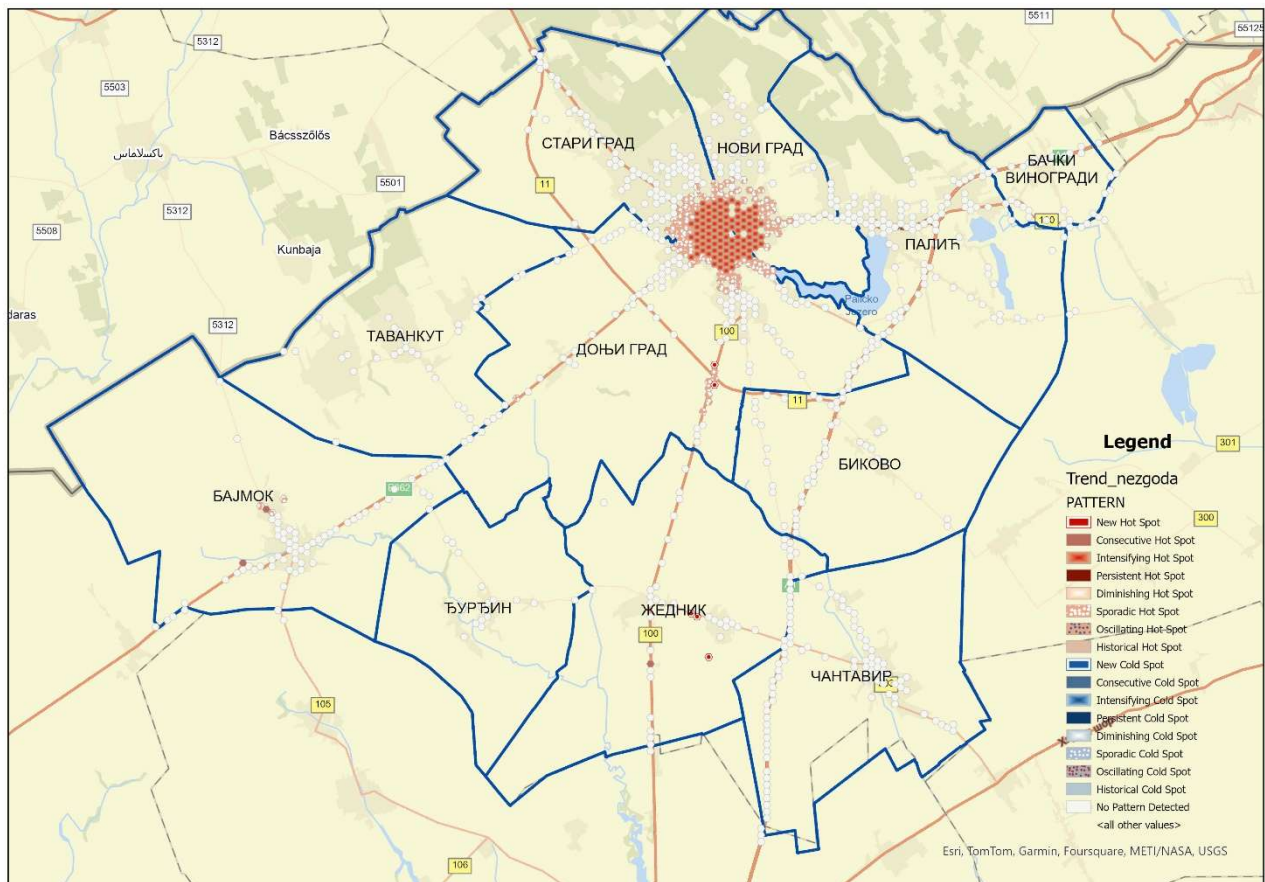 5511
55125
5312
5503
Bácsszőlős
باكسلاماس
СТАРИ ГРАД
НОВИ ГРАД
БАЧКИ
ВИНОГРАДИ
5501
11
5312
5508
Kunbaja
ПАЛИЋ
Palićko
Jezero
daras
5312
100
ТАВАНКУТ
ДОЊИ ГРАД
11
БИКОВО
БАЈМОК
301
300
ЂУРЂИН
ЖЕДНИК
100
ЧАНТАВИР
105
106
Legend
Trend_nezgoda
PATTERN
New Hot Spot
Consecutive Hot Spot
Intensifying Hot Spot
Persistent Hot Spot
Diminishing Hot Spot
Sporadic Hot Spot
Oscillating Hot Spot
Historical Hot Spot
New Cold Spot
Consecutive Cold Spot
Intensifying Cold Spot
Persistent Cold Spot
Diminishing Cold Spot
Sporadic Cold Spot
Oscillating Cold Spot
Historical Cold Spot
No Pattern Detected
<all other values>
Esri, TomTom, Garmin, Foursquare, METI/NASA, USGS